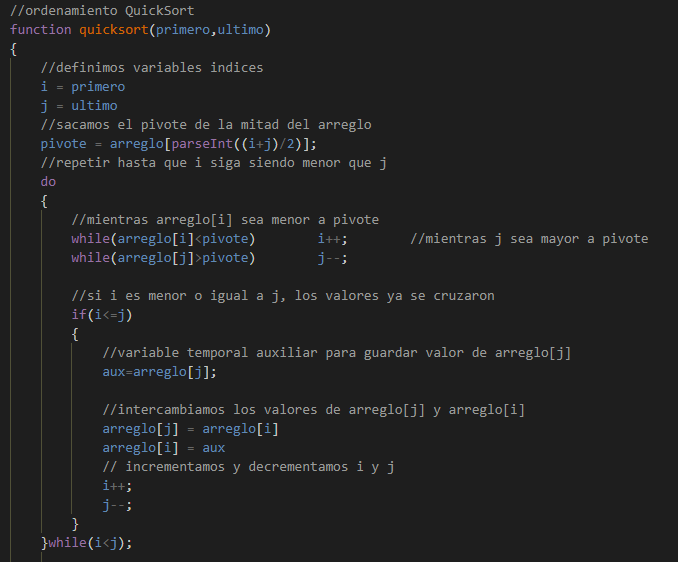 //ordenamiento QuickSort
function quicksort(primero,ultimo)
{
//definimos variables indices
i = primero
j = ultimo
//sacamos el pivote de la mitad del arreglo
pivote = arreglo[parseInt((i+j)/2)];
//repetir hasta que i siga siendo menor que j
do
{
//mientras arreglo[i] sea menor a pivote
while(arreglo[i]<pivote)        i++;        //mientras j sea mayor a pivote
while(arreglo[j]>pivote)        j--;
//si i es menor o igual a j, los valores ya se cruzaron
if(i<=j)
{
//variable temporal auxiliar para guardar valor de arreglo[j]
aux=arreglo[j];
//intercambiamos los valores de arreglo[j] y arreglo[i]
arreglo[j] = arreglo[i]
arreglo[i] = aux
// incrementamos y decrementamos i y j
i++;
j--;
}
}while(i<j);